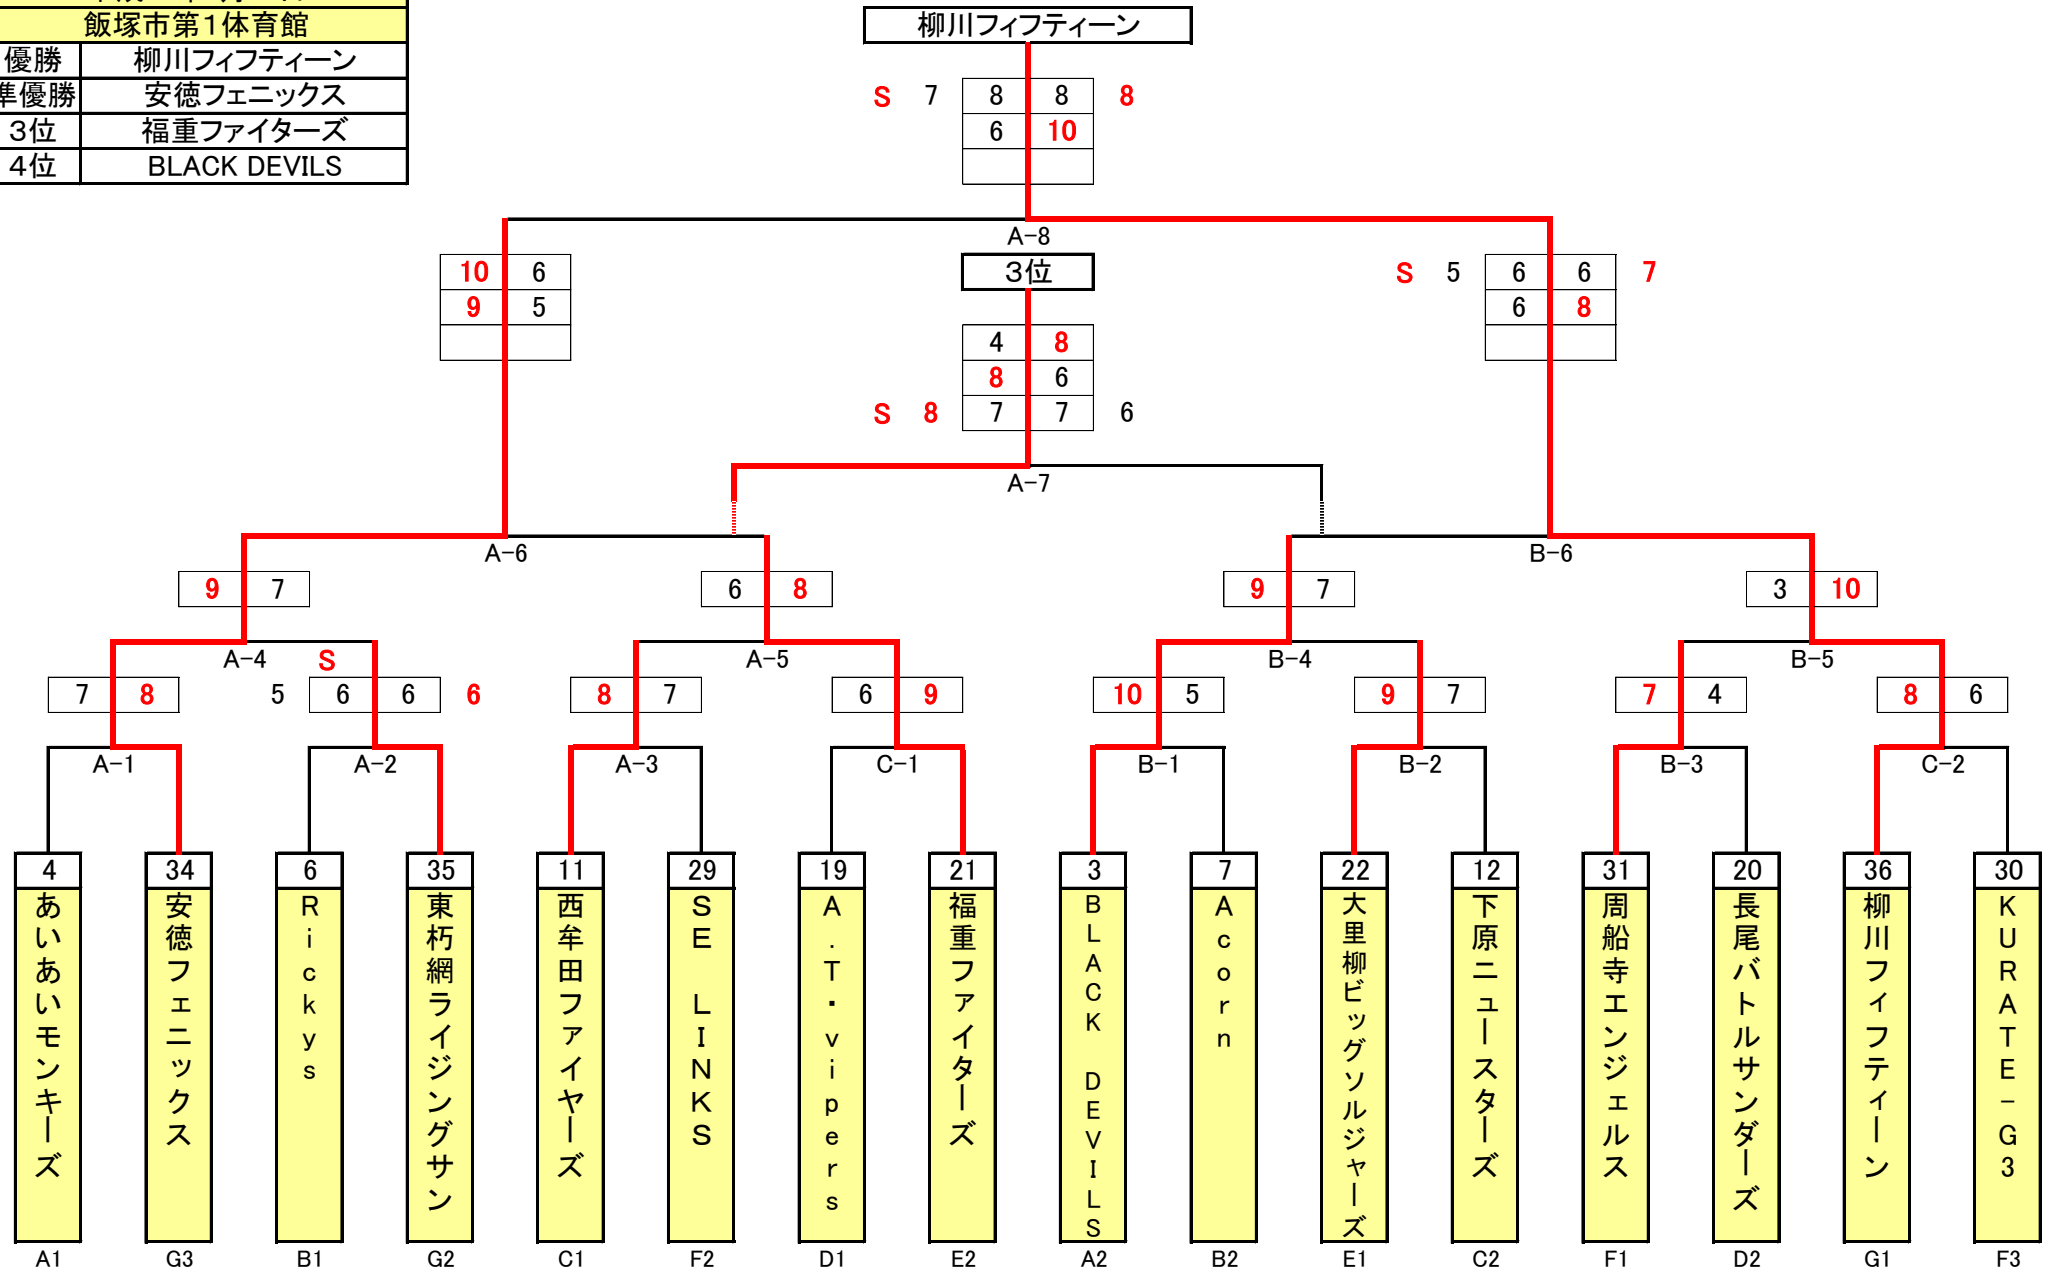 飯塚市第1体育館
優勝 柳川フィフティーン
準優勝 安徳フェニックス
3位 福重ファイターズ
4位 BLACK DEVILS
柳川フィフティーン
S 7 8 8 8
6 10
A-8
10 6
9 5
3位
S 5 6 6 7
6 8
4 8
8 6
S 8 7 7 6
A-7
A-6
B-6
9 7
6 8
9 7
3 10
A-4
S
A-5
B-4
B-5
7 8
5 6 6 6
8 7
6 9
10 5
9 7
7 4
8 6
A-1
A-2
A-3
C-1
B-1
B-2
B-3
C-2
4
あいあいモンキーズ
A1
34
安徳フェニックス
G3
6
Rickys
B1
35
東朽網ライジングサン
G2
11
西牟田ファイヤーズ
C1
29
SE LINKS
F2
19
A.T・vipers
D1
21
福重ファイターズ
E2
3
BLACK DEVILS
A2
7
Acorn
B2
22
大里柳ビッグソルジャーズ
E1
12
下原ニュースターズ
C2
31
周船寺エンジェルス
F1
20
長尾バトルサンダーズ
D2
36
柳川フィフティーン
G1
30
KURATE-G3
F3